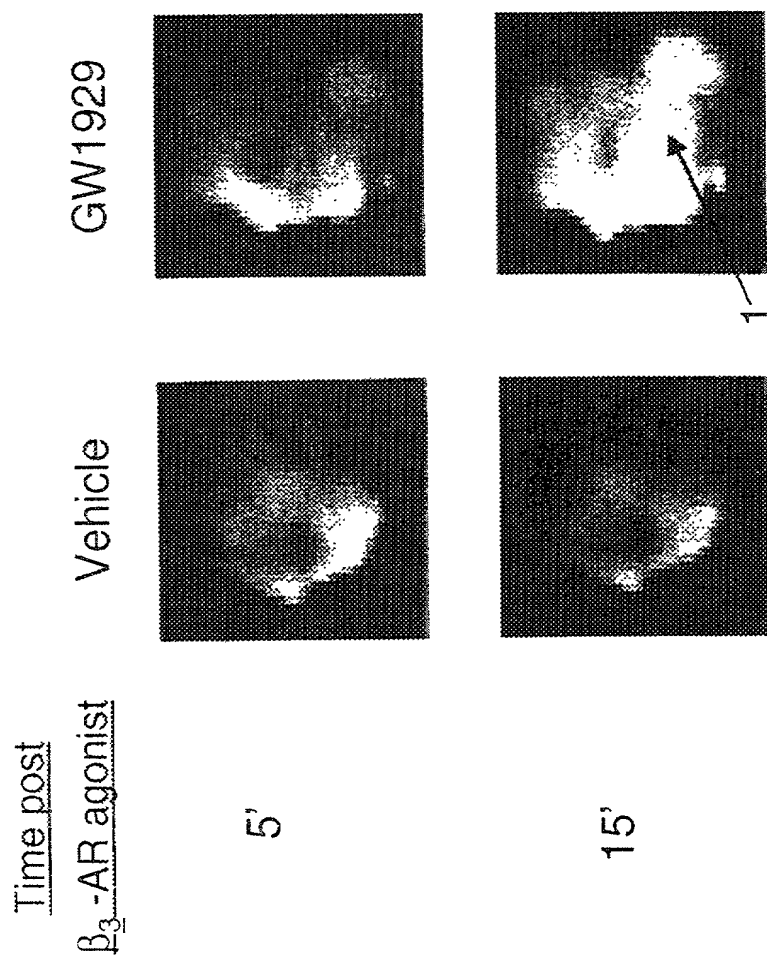 Time post
β3-AR agonist
Vehicle
GW1929
5'
15'
1